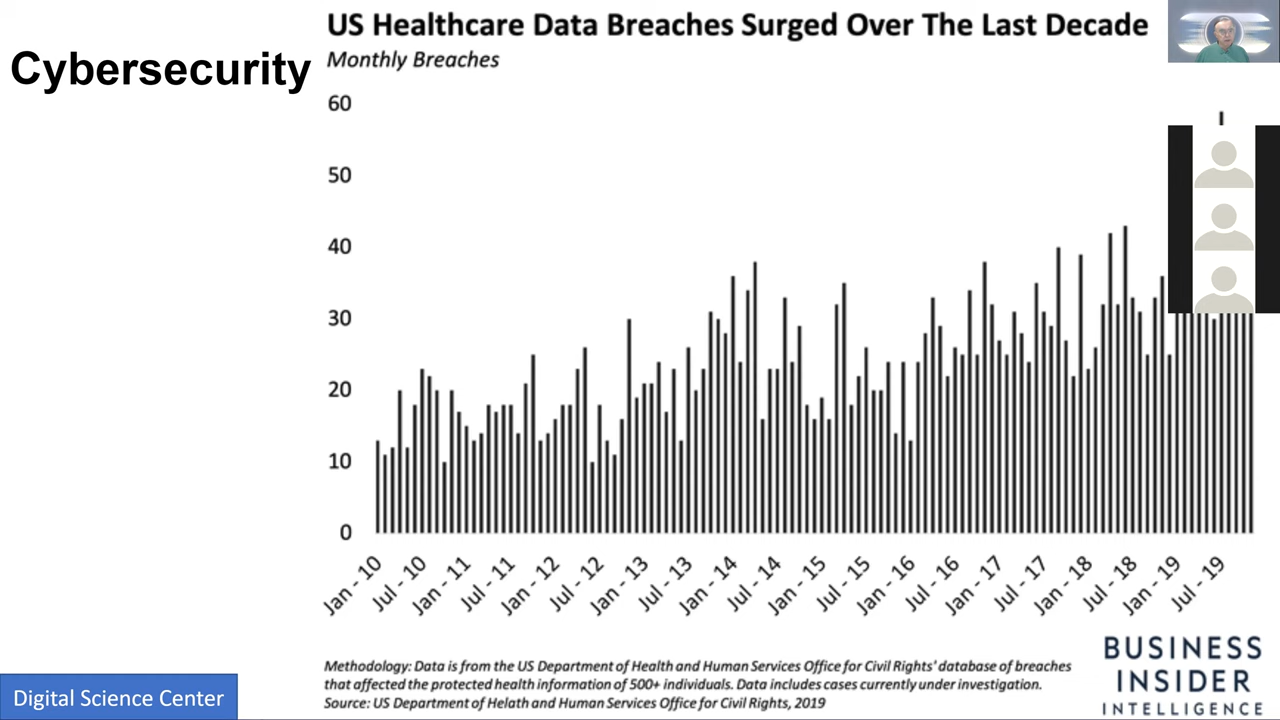 US Healthcare Data Breaches Surged Over The Last Decade
Cybersecurity
Monthly Breaches
60
50
40
30
20
10
0
Jan - 10
Jul - 10
Jan - 11
Jul - 11
Jan - 12
Jul - 12
Jan - 13
Jul - 13
Jan - 14
Jul - 14
Jan - 15
Jul - 15
Jan - 16
Jul - 16
Jan - 17
Jul - 17
Jan - 18
Jul - 18
Jan - 19
Jul - 19
Methodology: Data is from the US Department of Health and Human Services Office for Civil Rights' database of breaches
that affected the protected health information of 500+ individuals. Data includes cases currently under investigation.
Source: US Department of Helath and Human Services Office for Civil Rights, 2019
BUSINESS
INSIDER
INTELLIGENCE
Digital Science Center